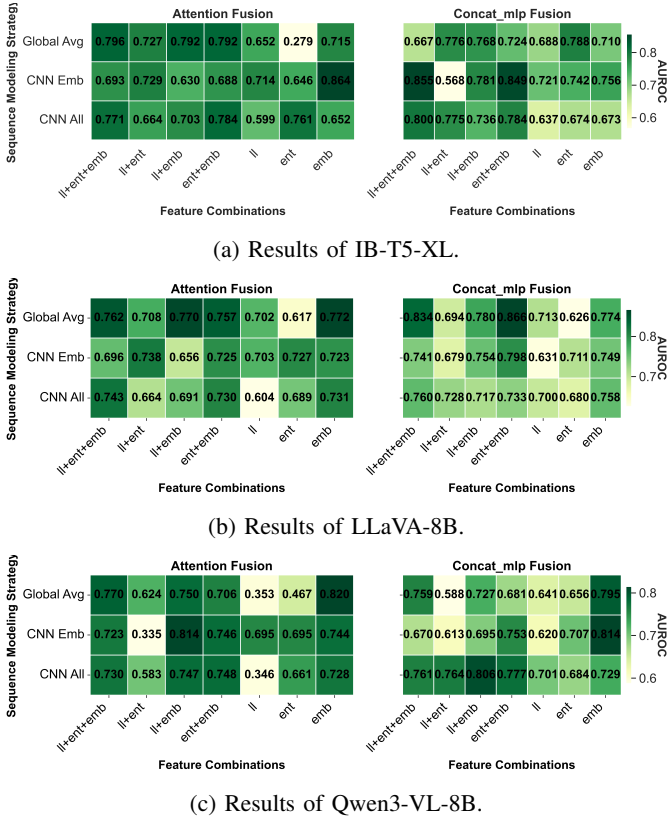 Attention Fusion
Concat_mlp Fusion
Sequence Modeling Strategy
Global Avg
0.796 0.727 0.792 0.792 0.652 0.279 0.715
0.667 0.776 0.768 0.724 0.688 0.788 0.710
CNN Emb
0.693 0.729 0.630 0.688 0.714 0.646 0.864
0.855 0.568 0.781 0.849 0.721 0.742 0.756
CNN All
0.771 0.664 0.703 0.784 0.599 0.761 0.652
0.800 0.775 0.736 0.784 0.637 0.674 0.673
0.8
0.6
AUROC
ll+ent+emb ll+ent ll+emb ent+emb ll ent emb
ll+ent+emb ll+ent ll+emb ent+emb ll ent emb
Feature Combinations
Feature Combinations
(a) Results of IB-T5-XL.
Attention Fusion
Concat_mlp Fusion
Sequence Modeling Strategy
Global Avg
0.762 0.708 0.770 0.757 0.702 0.617 0.772
0.834 0.694 0.780 0.866 0.713 0.626 0.774
CNN Emb
0.696 0.738 0.656 0.725 0.703 0.727 0.723
0.741 0.679 0.754 0.798 0.631 0.711 0.749
CNN All
0.743 0.664 0.691 0.730 0.604 0.689 0.731
0.760 0.728 0.717 0.733 0.700 0.680 0.758
0.8
0.7
AUROC
ll+ent+emb ll+ent ll+emb ent+emb ll ent emb
ll+ent+emb ll+ent ll+emb ent+emb ll ent emb
Feature Combinations
Feature Combinations
(b) Results of LLaVA-8B.
Attention Fusion
Concat_mlp Fusion
Sequence Modeling Strategy
Global Avg
0.770 0.624 0.750 0.706 0.353 0.467 0.820
0.759 0.588 0.727 0.681 0.641 0.656 0.795
CNN Emb
0.723 0.335 0.814 0.746 0.695 0.695 0.744
0.670 0.613 0.695 0.753 0.620 0.707 0.814
CNN All
0.730 0.583 0.747 0.748 0.346 0.661 0.728
0.761 0.764 0.806 0.777 0.701 0.684 0.729
0.8
0.7
0.6
AUROC
ll+ent+emb ll+ent ll+emb ent+emb ll ent emb
ll+ent+emb ll+ent ll+emb ent+emb ll ent emb
Feature Combinations
Feature Combinations
(c) Results of Qwen3-VL-8B.